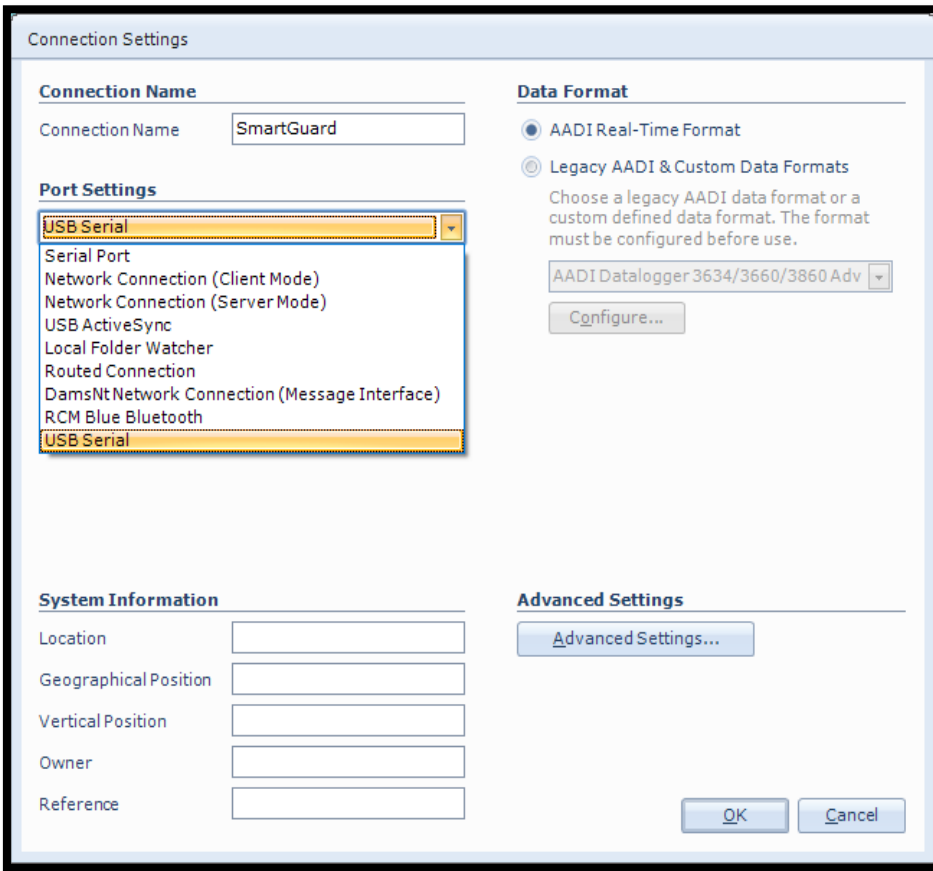 Connection Settings
Connection Name
Connection Name
SmartGuard
Port Settings
USB Serial
Serial Port
Network Connection (Client Mode)
Network Connection (Server Mode)
USB ActiveSync
Local Folder Watcher
Routed Connection
DamsNt Network Connection (Message Interface)
RCM Blue Bluetooth
USB Serial
Data Format
AADI Real-Time Format
Legacy AADI & Custom Data Formats
Choose a legacy AADI data format or a
custom defined data format. The format
must be configured before use.
AADI Datalogger 3634/3660/3860 Adv
Configure...
System Information
Location
Geographical Position
Vertical Position
Owner
Reference
Advanced Settings
Advanced Settings...
OK
Cancel